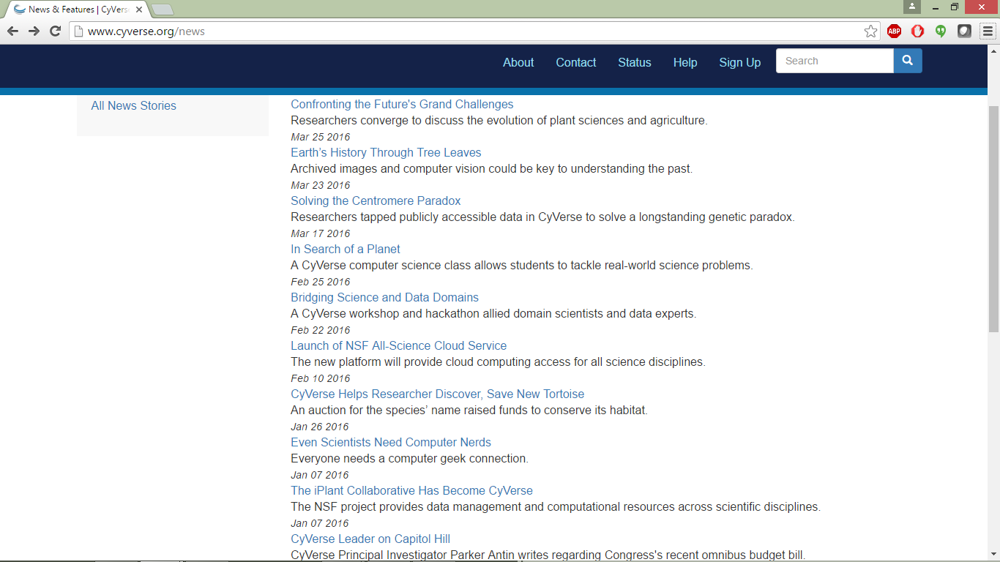 News & Features | CyVers
www.cyverse.org/news
ABP
About Contact Status Help Sign Up Search
All News Stories
Confronting the Future's Grand Challenges
Researchers converge to discuss the evolution of plant sciences and agriculture.
Mar 25 2016
Earth’s History Through Tree Leaves
Archived images and computer vision could be key to understanding the past.
Mar 23 2016
Solving the Centromere Paradox
Researchers tapped publicly accessible data in CyVerse to solve a longstanding genetic paradox.
Mar 17 2016
In Search of a Planet
A CyVerse computer science class allows students to tackle real-world science problems.
Feb 25 2016
Bridging Science and Data Domains
A CyVerse workshop and hackathon allied domain scientists and data experts.
Feb 22 2016
Launch of NSF All-Science Cloud Service
The new platform will provide cloud computing access for all science disciplines.
Feb 10 2016
CyVerse Helps Researcher Discover, Save New Tortoise
An auction for the species’ name raised funds to conserve its habitat.
Jan 26 2016
Even Scientists Need Computer Nerds
Everyone needs a computer geek connection.
Jan 07 2016
The iPlant Collaborative Has Become CyVerse
The NSF project provides data management and computational resources across scientific disciplines.
Jan 07 2016
CyVerse Leader on Capitol Hill
CyVerse Principal Investigator Parker Antin writes regarding Congress's recent omnibus budget bill.